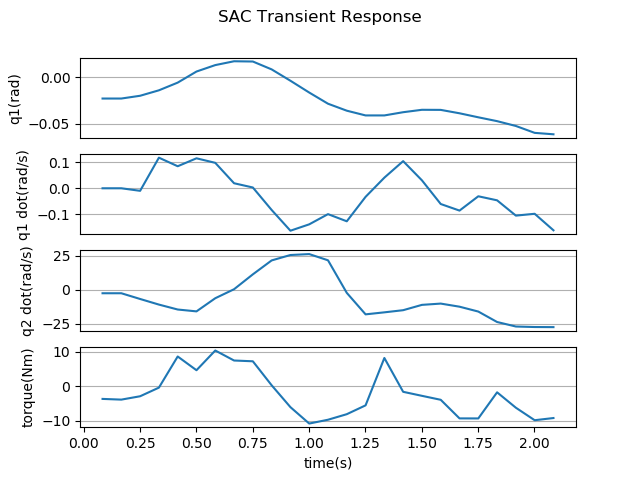 SAC Transient Response
q1(rad)
0.00
−0.05
q1 dot(rad/s)
0.1
0.0
−0.1
q2 dot(rad/s)
25
0
−25
torque(Nm)
10
0
−10
0.00 0.25 0.50 0.75 1.00 1.25 1.50 1.75 2.00
time(s)